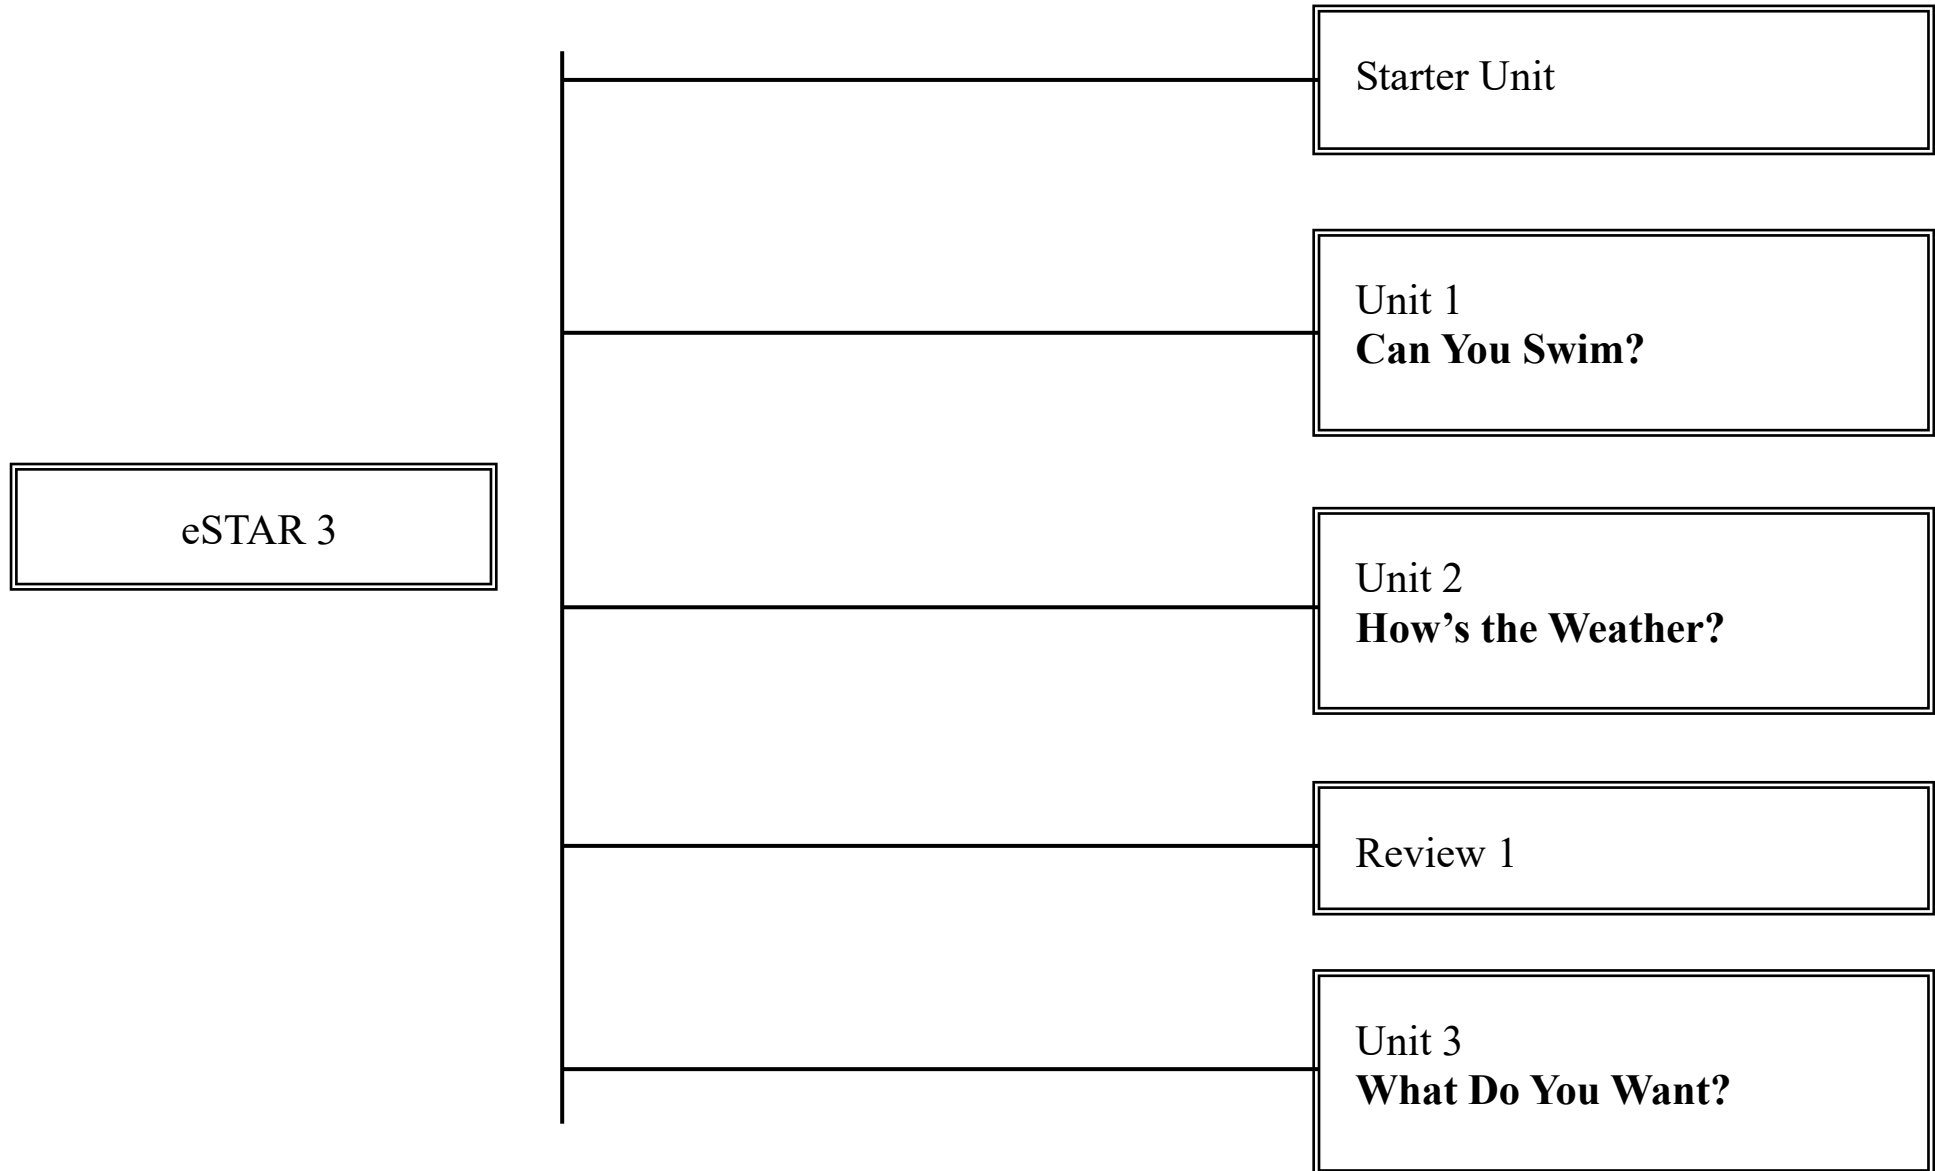 eSTAR 3
Starter Unit
Unit 1
Can You Swim?
Unit 2
How’s the Weather?
Review 1
Unit 3
What Do You Want?